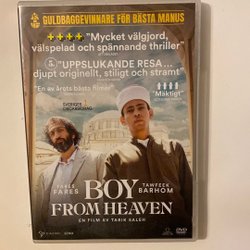 GULDBAGGEVINNARE FÖR BÄSTA MANUS
"Mycket välgjord,
välspelad och spännande thriller"
"UPPSLUKANDE RESA...
djupt originellt, stiligt och stramt"
"En av årets bästa filmer"
"Mäktigt"
SVERIGES
FARES FARES
TAWFEEK BARHOM
BOY
FROM HEAVEN
EN FILM AV TARIK SALEH
DVD